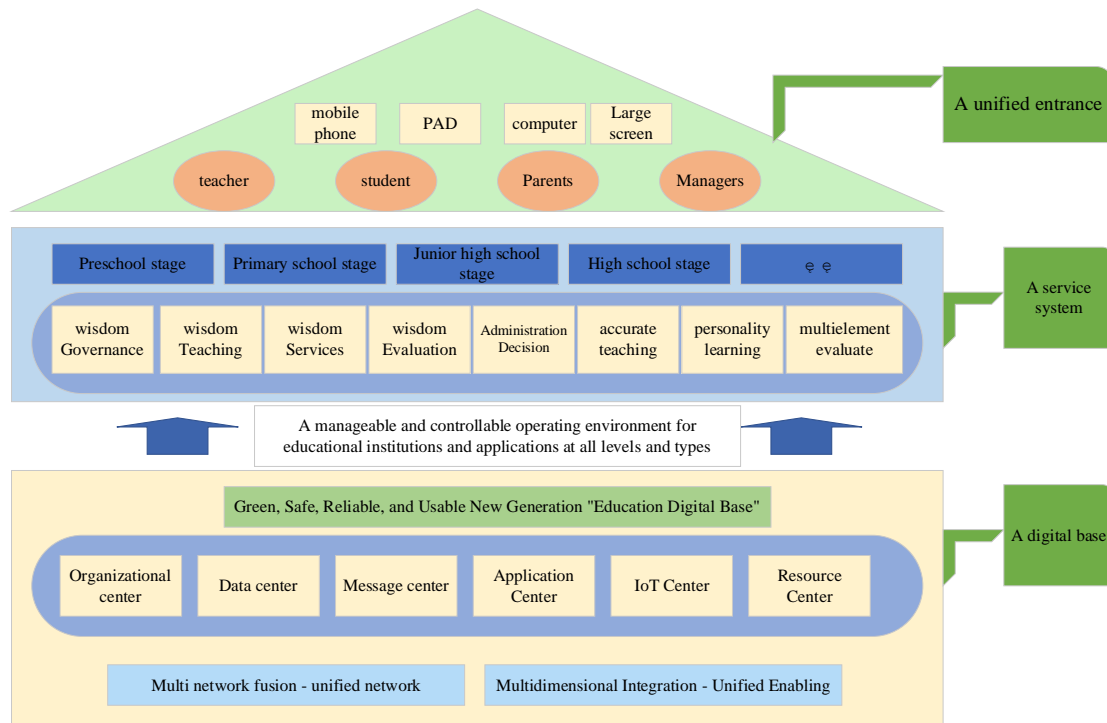 mobile
phone
PAD
computer
Large
screen
A unified entrance
teacher
student
Parents
Managers
Preschool stage
Primary school stage
Junior high school
stage
High school stage
ę ę
A service
system
wisdom
Governance
wisdom
Teaching
wisdom
Services
wisdom
Evaluation
Administration
Decision
accurate
teaching
personality
learning
multielement
evaluate
A manageable and controllable operating environment for
educational institutions and applications at all levels and types
Green, Safe, Reliable, and Usable New Generation "Education Digital Base"
A digital base
Organizational
center
Data center
Message center
Application
Center
IoT Center
Resource
Center
Multi network fusion - unified network
Multidimensional Integration - Unified Enabling